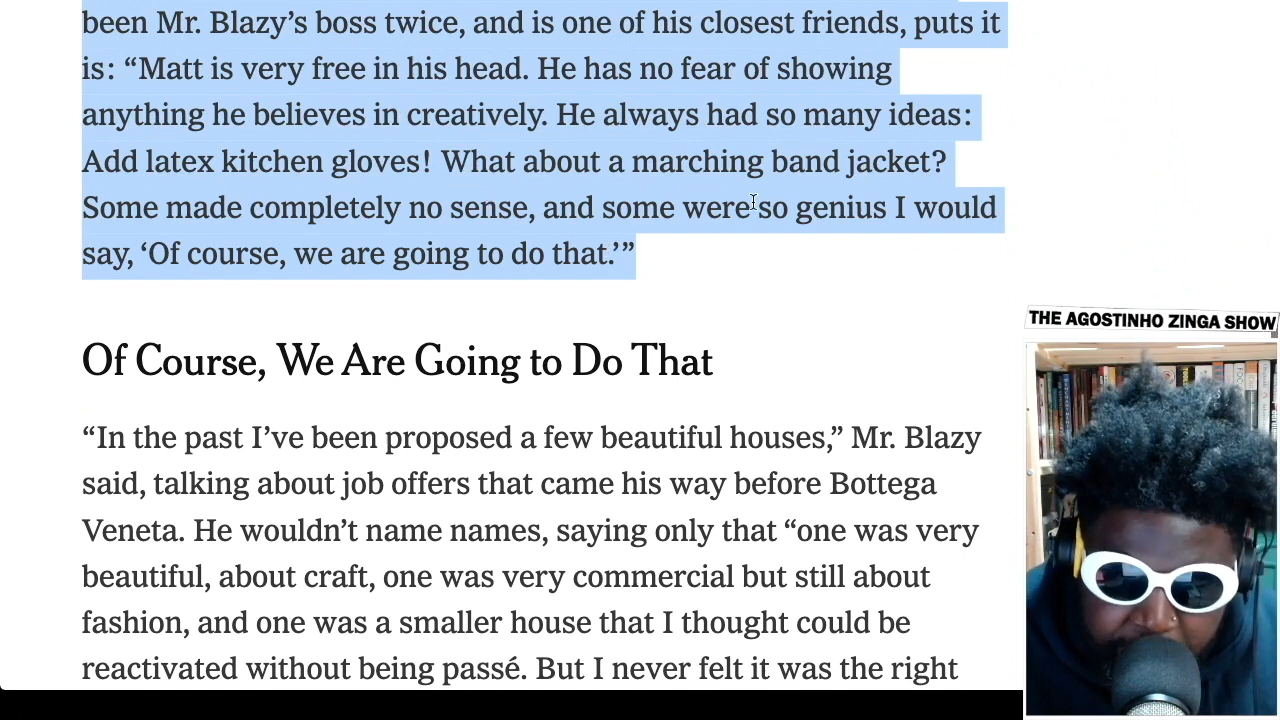 been Mr. Blazy’s boss twice, and is one of his closest friends, puts it
is: “Matt is very free in his head. He has no fear of showing
anything he believes in creatively. He always had so many ideas:
Add latex kitchen gloves! What about a marching band jacket?
Some made completely no sense, and some were so genius I would
say, ‘Of course, we are going to do that.’”
THE AGOSTINHO ZINGA SHOW
Of Course, We Are Going to Do That
“In the past I’ve been proposed a few beautiful houses,” Mr. Blazy
said, talking about job offers that came his way before Bottega
Veneta. He wouldn’t name names, saying only that “one was very
beautiful, about craft, one was very commercial but still about
fashion, and one was a smaller house that I thought could be
reactivated without being passé. But I never felt it was the right